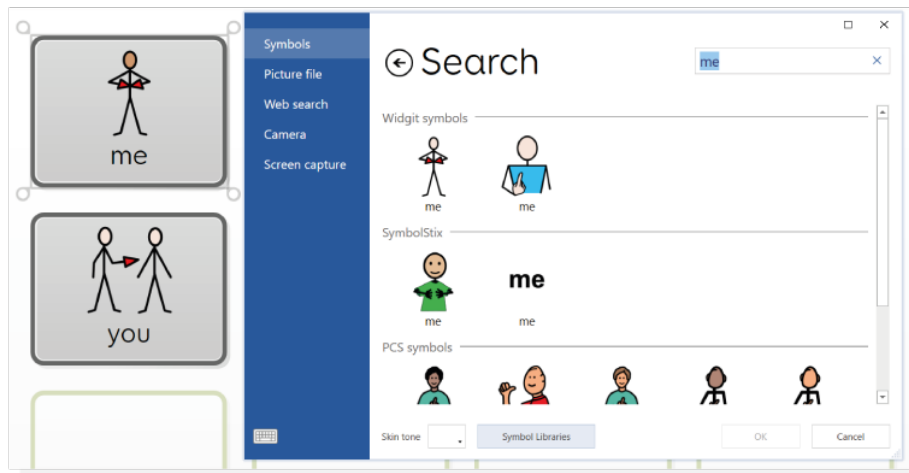 me
you
Symbols
Picture file
Web search
Camera
Screen capture
Search
me
Widgit symbols
me me
SymbolStix
me
me me
PCS symbols
Skin tone
Symbol Libraries
OK
Cancel